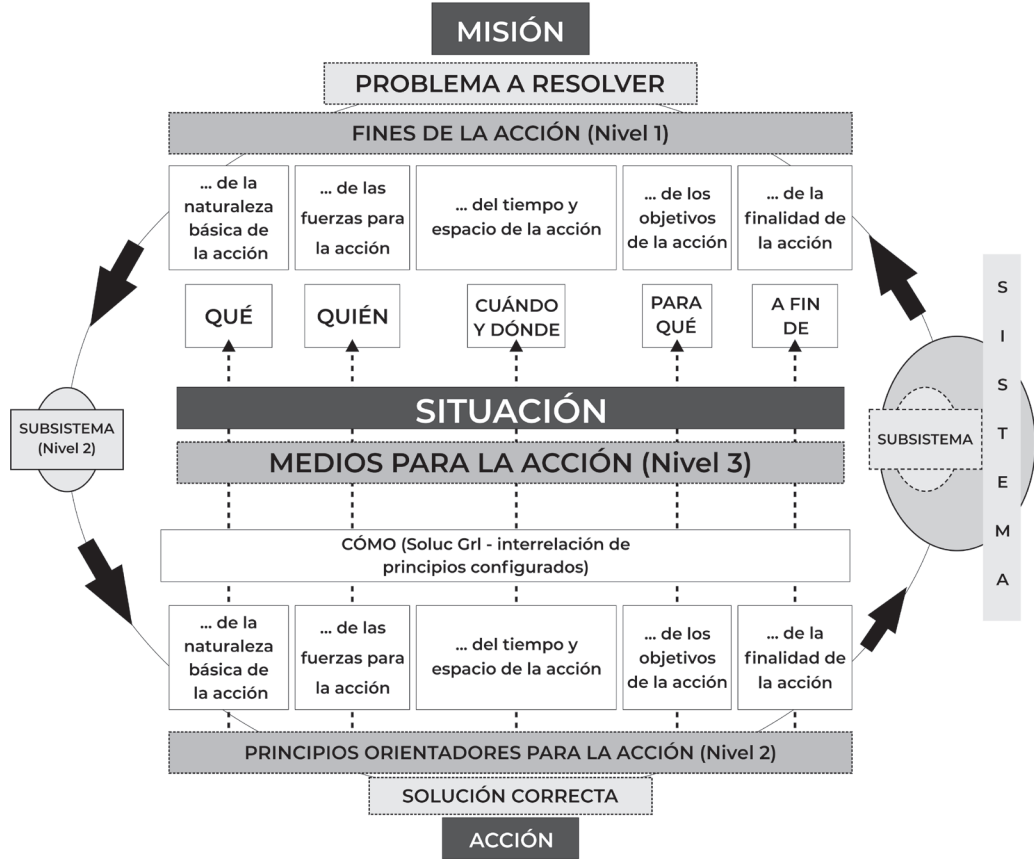 MISIÓN
PROBLEMA A RESOLVER
FINES DE LA ACCIÓN (Nivel 1)
... de la
naturaleza
básica de
la acción
... de las
fuerzas para
la acción
... del tiempo y
espacio de la acción
... de los
objetivos
de la acción
... de la
finalidad de
la acción
QUÉ
QUIÉN
CUÁNDO
Y DÓNDE
PARA
QUÉ
A FIN
DE
SITUACIÓN
MEDIOS PARA LA ACCIÓN (Nivel 3)
SUBSISTEMA
(Nivel 2)
SUBSISTEMA
S
I
S
T
E
M
A
CÓMO (Soluc Grl - interrelación de
principios configurados)
... de la
naturaleza
básica de
la acción
... de las
fuerzas para
la acción
... del tiempo y
espacio de la acción
... de los
objetivos
de la acción
... de la
finalidad de
la acción
PRINCIPIOS ORIENTADORES PARA LA ACCIÓN (Nivel 2)
SOLUCIÓN CORRECTA
ACCIÓN